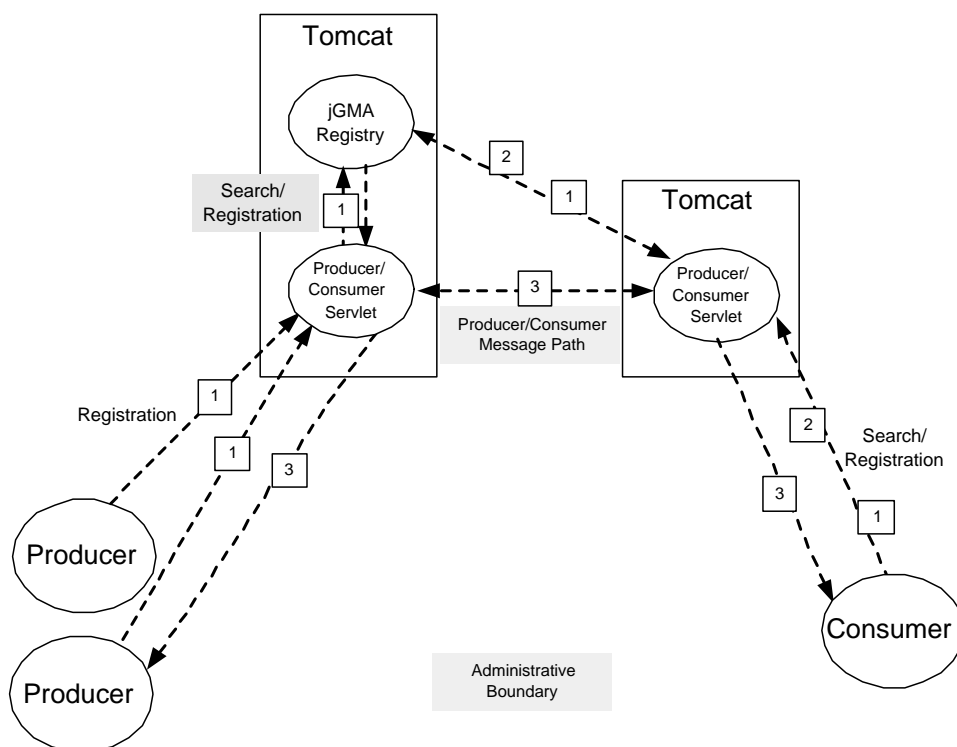 Tomcat
jGMA
Registry
2
Search/
Registration
1
1
Tomcat
Producer/
Consumer
Servlet
3
Producer/
Consumer
Servlet
Producer/Consumer
Message Path
1
Registration
1
3
2
Search/
Registration
3
1
Producer
Consumer
Administrative
Boundary
Producer